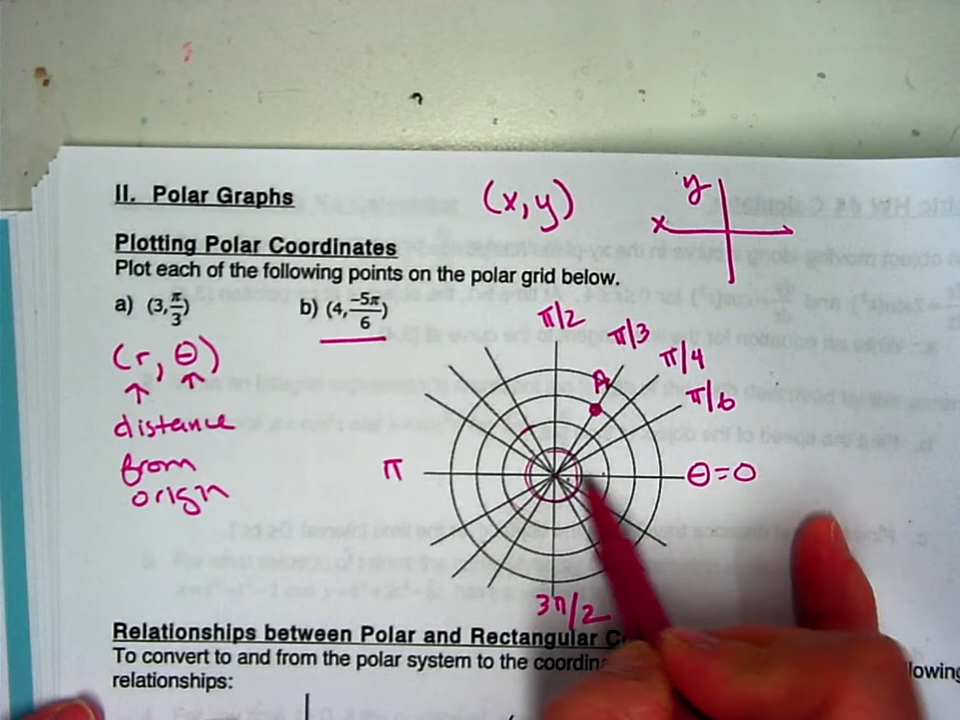 II. Polar Graphs
(x,y)
y
x
Plotting Polar Coordinates
Plot each of the following points on the polar grid below.
a) (3, π/3) b) (4, -5π/6)
(r, θ)
distance
from
origin
π/2
π/3
π/4
π/6
A
π
θ=0
3π/2
Relationships between Polar and Rectangular C
To convert to and from the polar system to the lowing
relationships: